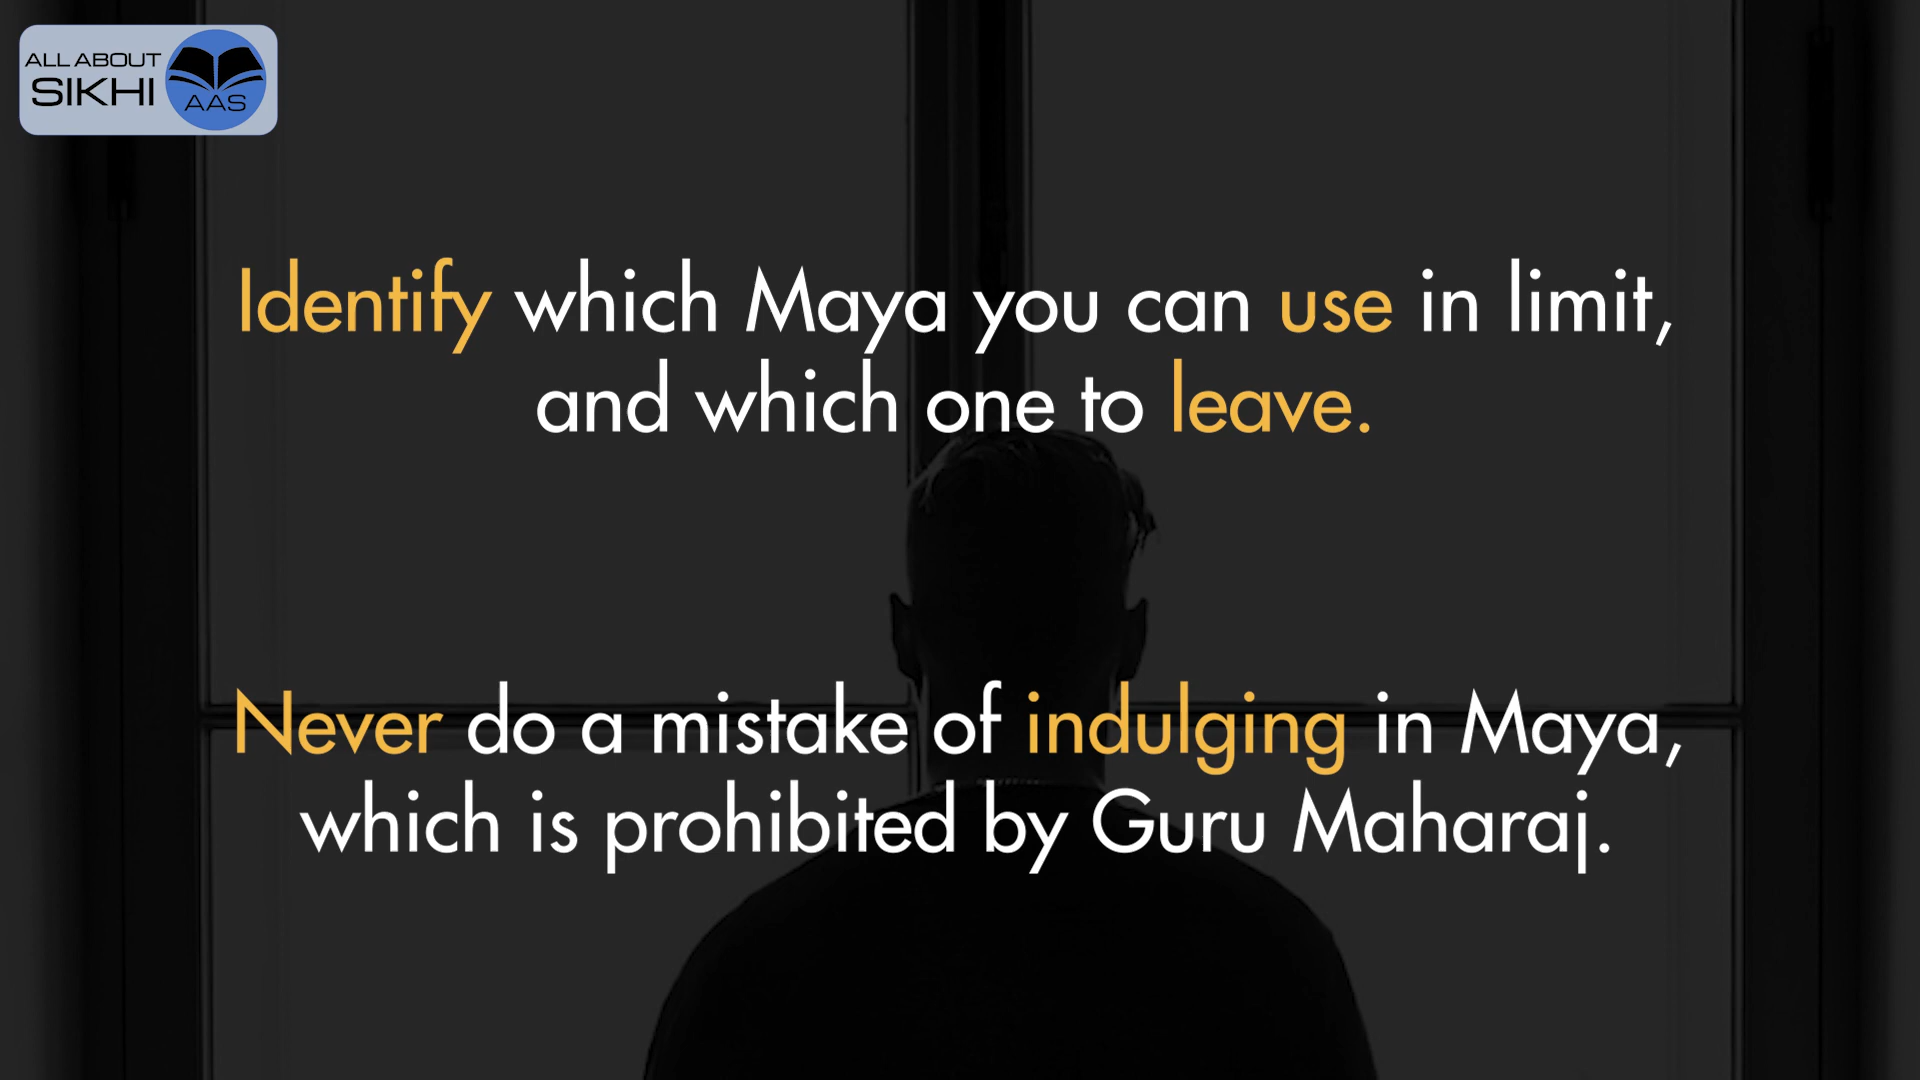 ALL ABOUT
SIKHI
AAS
Identify which Maya you can use in limit,
and which one to leave.
Never do a mistake of indulging in Maya,
which is prohibited by Guru Maharaj.